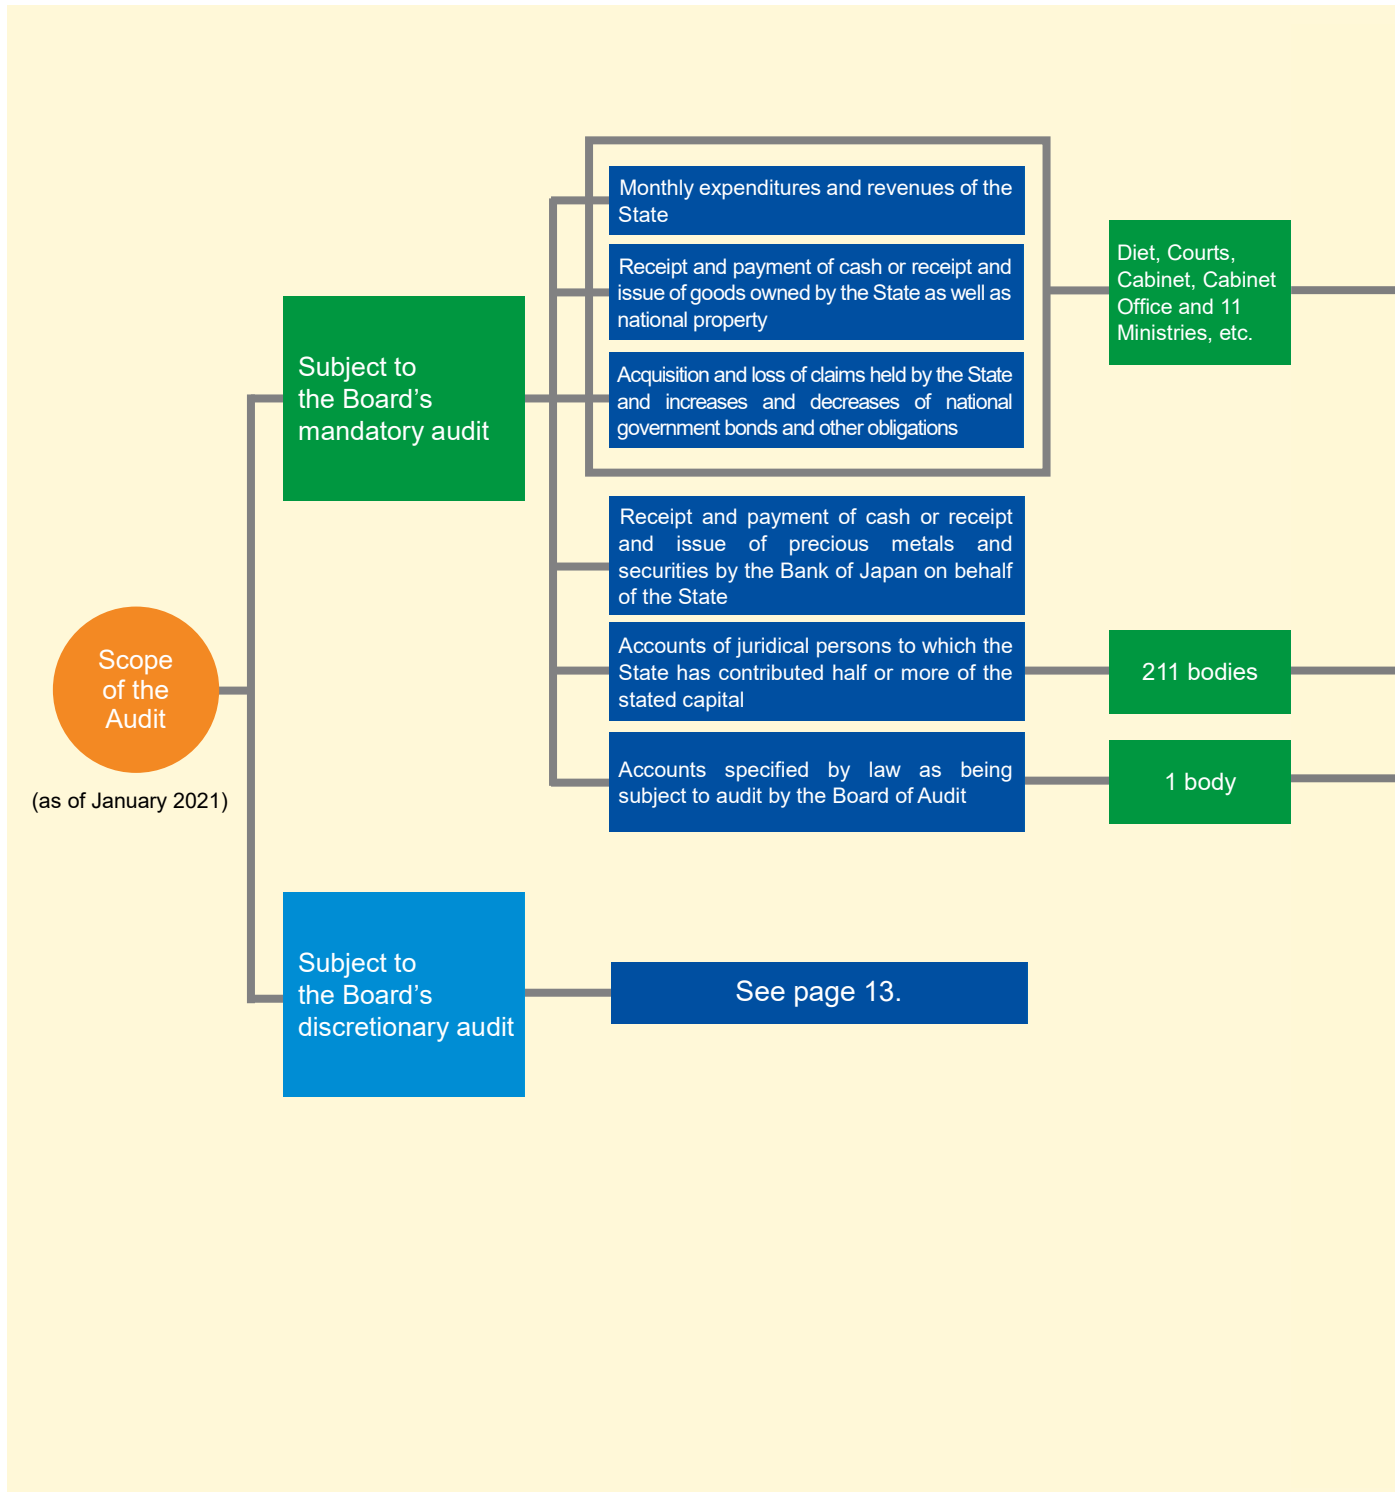 Scope
of the
Audit
(as of January 2021)
Subject to
the Board’s
mandatory audit
Monthly expenditures and revenues of the
State
Receipt and payment of cash or receipt and
issue of goods owned by the State as well as
national property
Acquisition and loss of claims held by the State
and increases and decreases of national
government bonds and other obligations
Diet, Courts,
Cabinet, Cabinet
Office and 11
Ministries, etc.
Receipt and payment of cash or receipt
and issue of precious metals and
securities by the Bank of Japan on behalf
of the State
Accounts of juridical persons to which the
State has contributed half or more of the
stated capital
211 bodies
Accounts specified by law as being
subject to audit by the Board of Audit
1 body
Subject to
the Board’s
discretionary audit
See page 13.